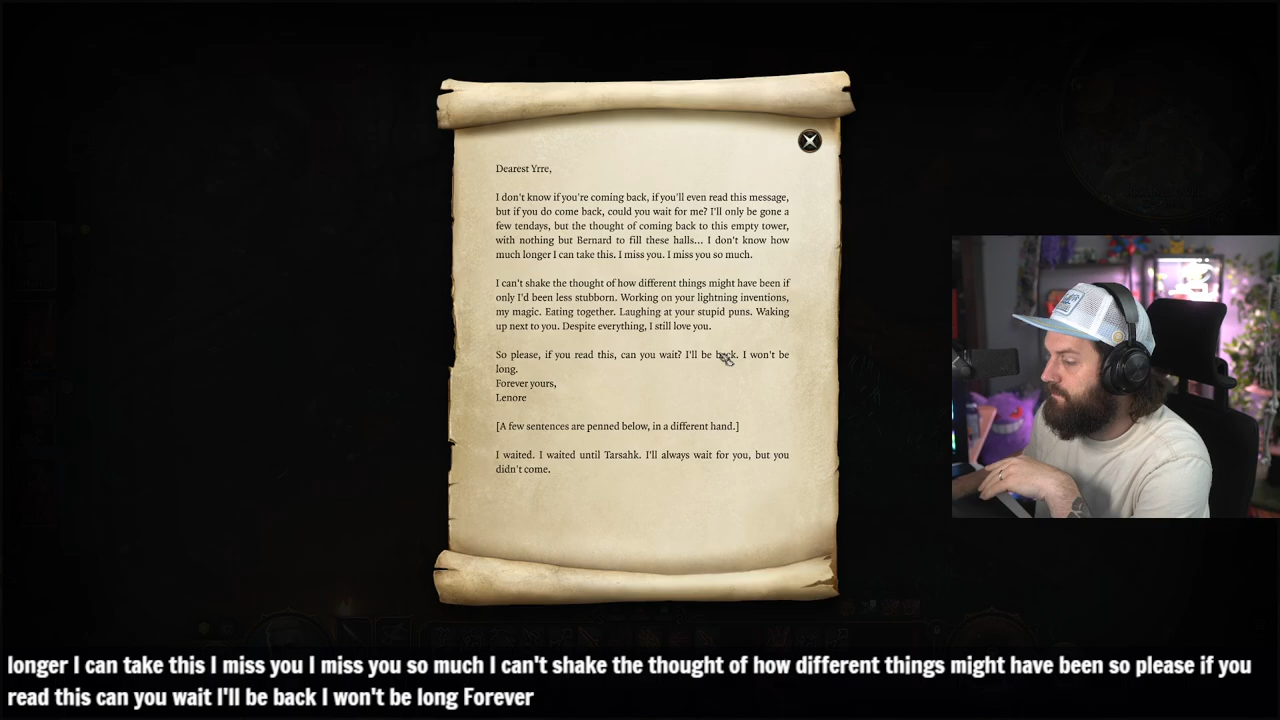 Dearest Yrre,
I don't know if you're coming back, if you'll even read this message,
but if you do come back, could you wait for me? I'll only be gone a
few tendays, but the thought of coming back to this empty tower,
with nothing but Bernard to fill these halls... I don't know how
much longer I can take this. I miss you. I miss you so much.
I can't shake the thought of how different things might have been if
only I'd been less stubborn. Working on your lightning inventions,
my magic. Eating together. Laughing at your stupid puns. Waking
up next to you. Despite everything, I still love you.
So please, if you read this, can you wait? I'll be back. I won't be
long.
Forever yours,
Lenore
[A few sentences are penned below, in a different hand.]
I waited. I waited until Tarsahk. I'll always wait for you, but you
didn't come.
longer I can take this I miss you I miss you so much I can't shake the thought of how different things might have been so please if you
read this can you wait I'll be back I won't be long Forever